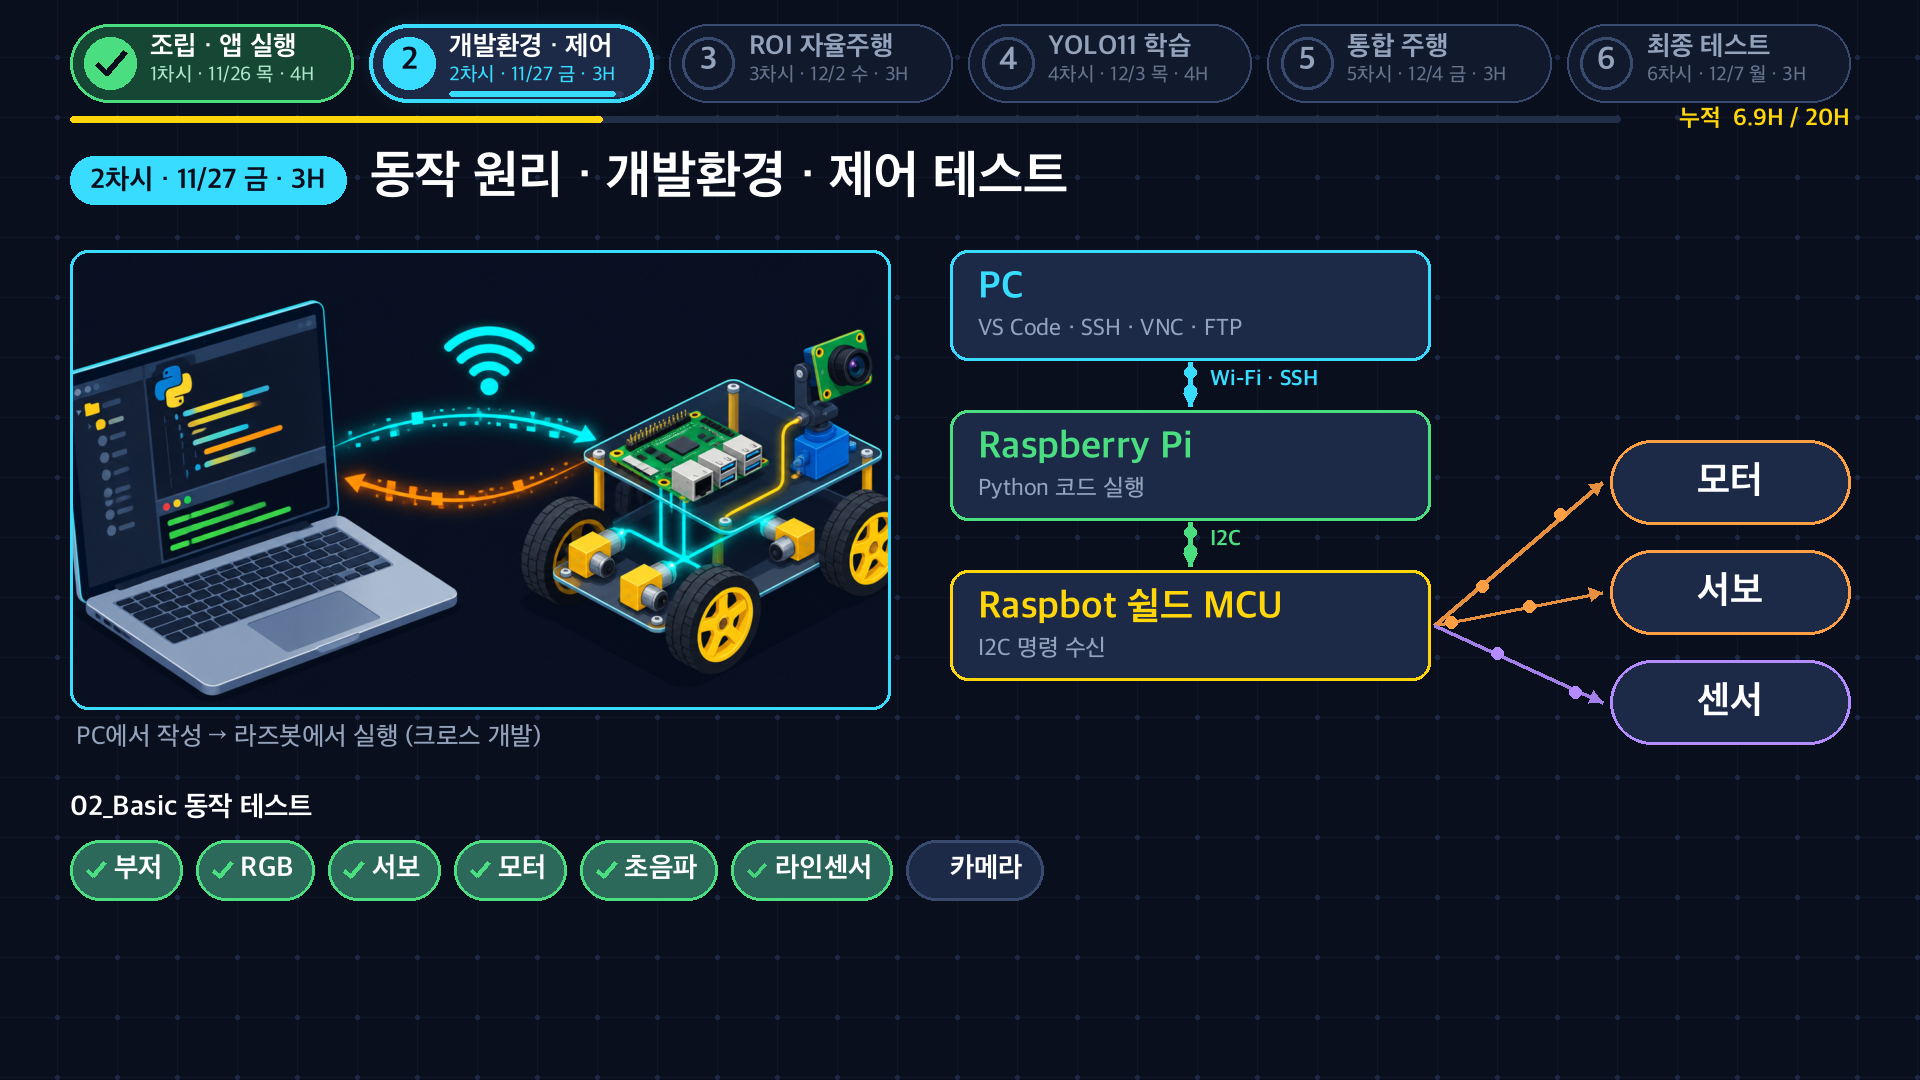 조립 · 앱 실행
1차시 · 11/26 목 · 4H
2
개발환경 · 제어
2차시 · 11/27 금 · 3H
3
ROI 자율주행
3차시 · 12/2 수 · 3H
4
YOLO11 학습
4차시 · 12/3 목 · 4H
5
통합 주행
5차시 · 12/4 금 · 3H
6
최종 테스트
6차시 · 12/7 월 · 3H
누적 6.9H / 20H
2차시 · 11/27 금 · 3H
동작 원리 · 개발환경 · 제어 테스트
PC
VS Code · SSH · VNC · FTP
Wi-Fi · SSH
Raspberry Pi
Python 코드 실행
I2C
Raspbot 쉴드 MCU
I2C 명령 수신
모터
서보
센서
PC에서 작성 → 라즈봇에서 실행 (크로스 개발)
02_Basic 동작 테스트
부저
RGB
서보
모터
초음파
라인센서
카메라